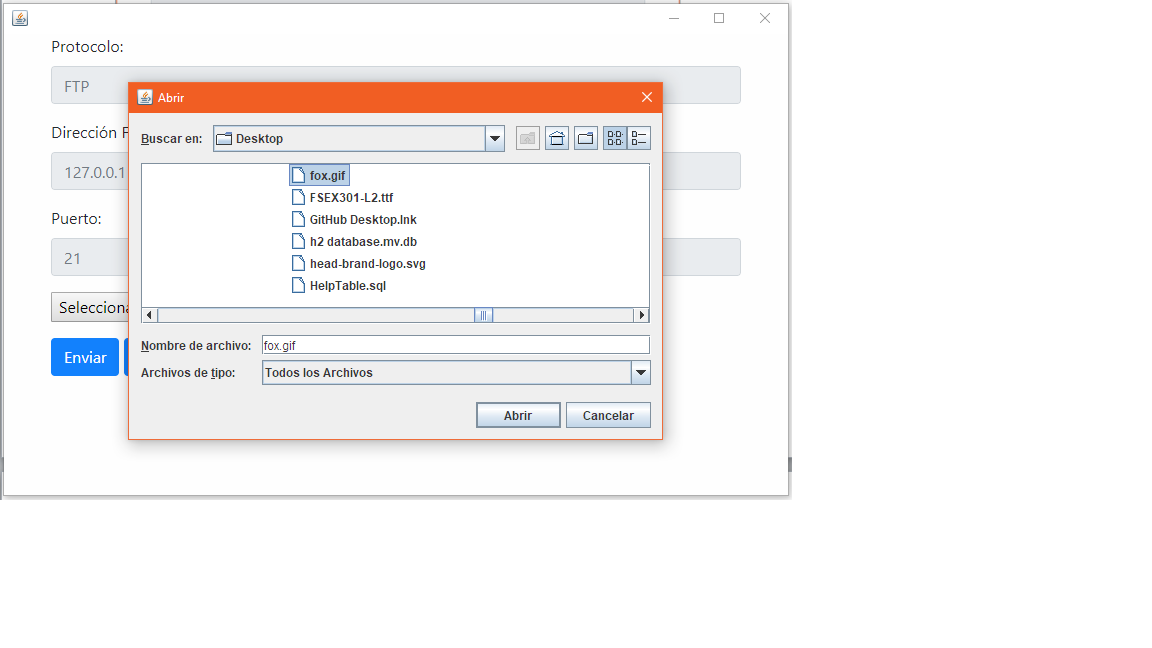 Protocolo:
FTP
Abrir
Dirección
Buscar en: Desktop
127.0.0.1
fox.gif
FSEX301-L2.ttf
GitHub Desktop.lnk
h2 database.mv.db
head-brand-logo.svg
HelpTable.sql
Puerto:
21
Selecciona
Nombre de archivo: fox.gif
Enviar
Archivos de tipo: Todos los Archivos
Abrir Cancelar